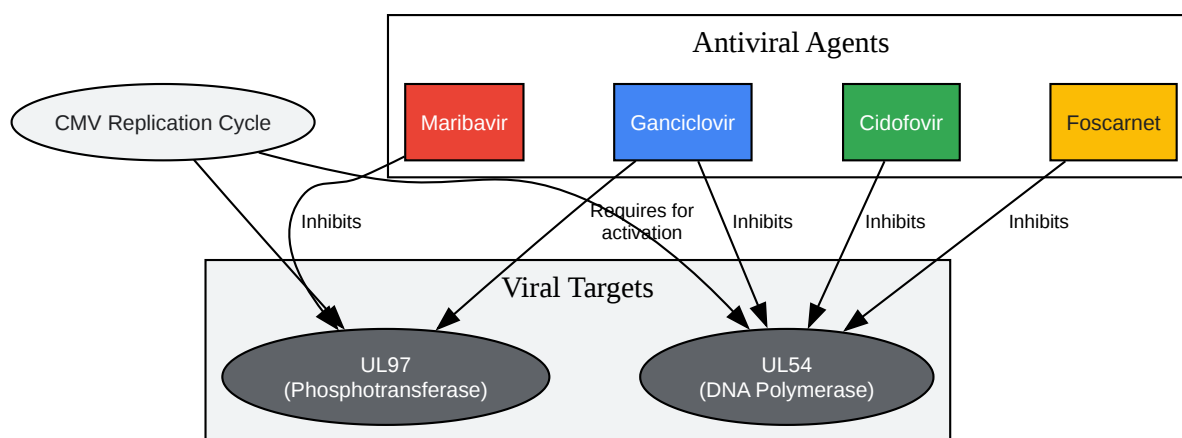 Antiviral Agents
CMV Replication Cycle
Maribavir
Ganciclovir
Cidofovir
Foscarnet
Inhibits
Requires for
activation
Inhibits
Inhibits
Inhibits
Viral Targets
UL97
(Phosphotransferase)
UL54
(DNA Polymerase)